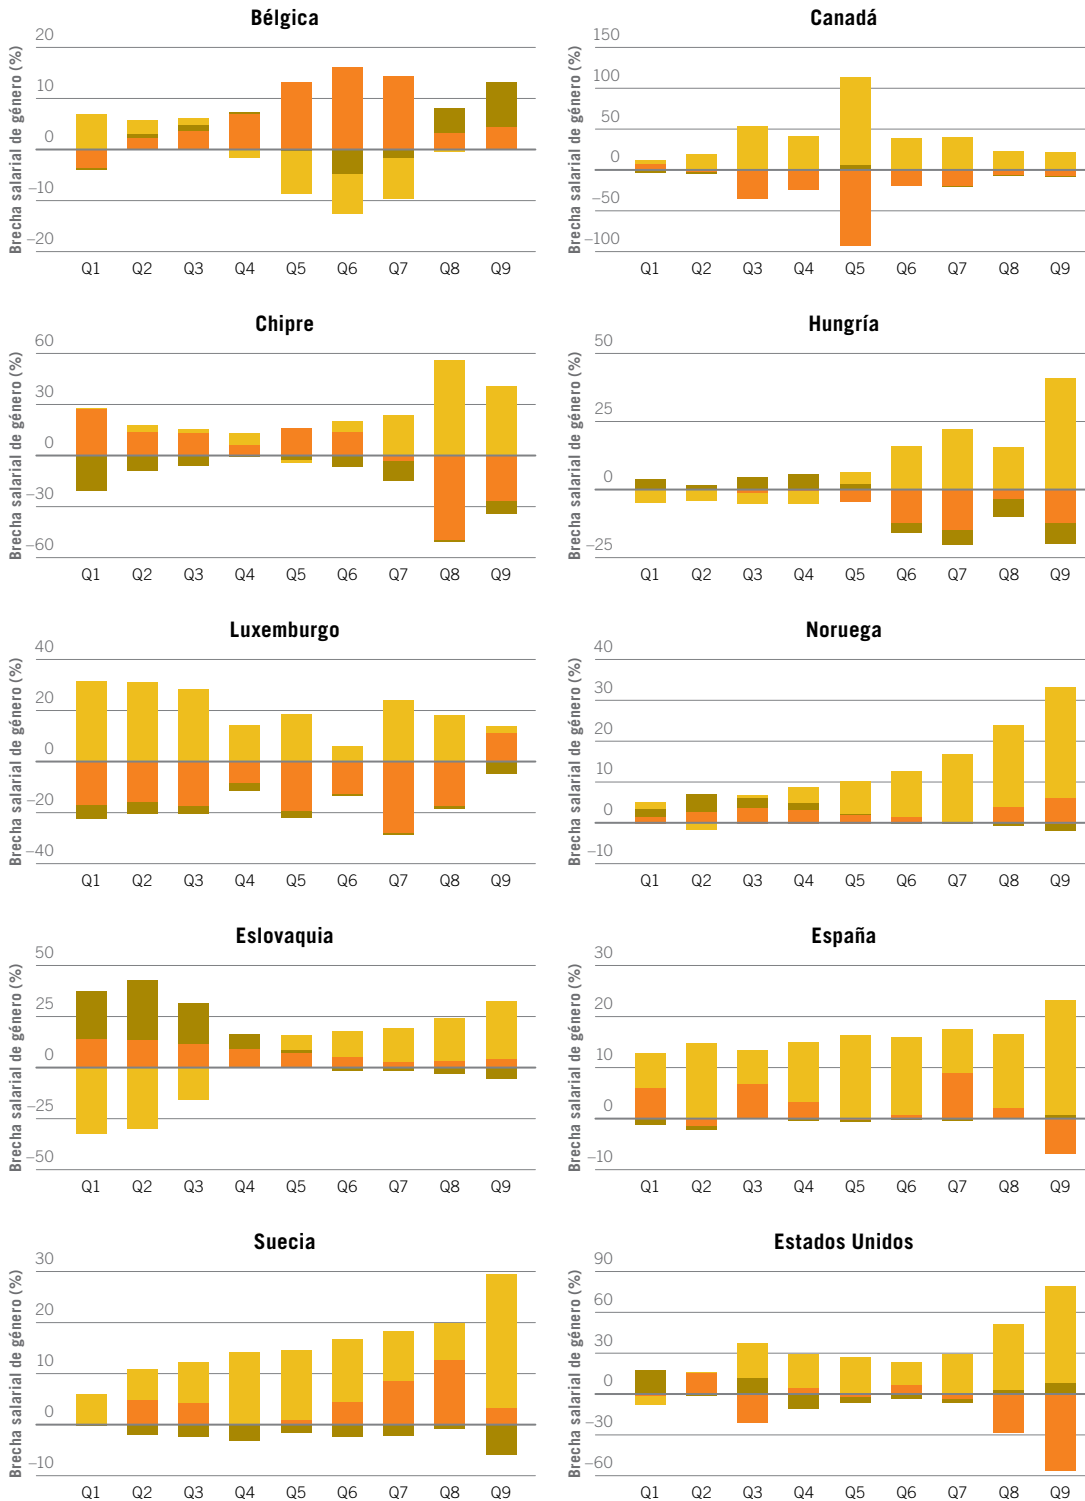 Bélgica
Brecha salarial de género (%)
20
10
0
–10
–20
Q1 Q2 Q3 Q4 Q5 Q6 Q7 Q8 Q9
Canadá
Brecha salarial de género (%)
150
100
50
0
–50
–100
Q1 Q2 Q3 Q4 Q5 Q6 Q7 Q8 Q9
Chipre
Brecha salarial de género (%)
60
30
0
–30
–60
Q1 Q2 Q3 Q4 Q5 Q6 Q7 Q8 Q9
Hungría
Brecha salarial de género (%)
50
25
0
–25
Q1 Q2 Q3 Q4 Q5 Q6 Q7 Q8 Q9
Luxemburgo
Brecha salarial de género (%)
40
20
0
–20
–40
Q1 Q2 Q3 Q4 Q5 Q6 Q7 Q8 Q9
Noruega
Brecha salarial de género (%)
40
30
20
10
0
–10
Q1 Q2 Q3 Q4 Q5 Q6 Q7 Q8 Q9
Eslovaquia
Brecha salarial de género (%)
50
25
0
–25
–50
Q1 Q2 Q3 Q4 Q5 Q6 Q7 Q8 Q9
España
Brecha salarial de género (%)
30
20
10
0
–10
Q1 Q2 Q3 Q4 Q5 Q6 Q7 Q8 Q9
Suecia
Brecha salarial de género (%)
30
20
10
0
–10
Q1 Q2 Q3 Q4 Q5 Q6 Q7 Q8 Q9
Estados Unidos
Brecha salarial de género (%)
90
60
30
0
–30
–60
Q1 Q2 Q3 Q4 Q5 Q6 Q7 Q8 Q9